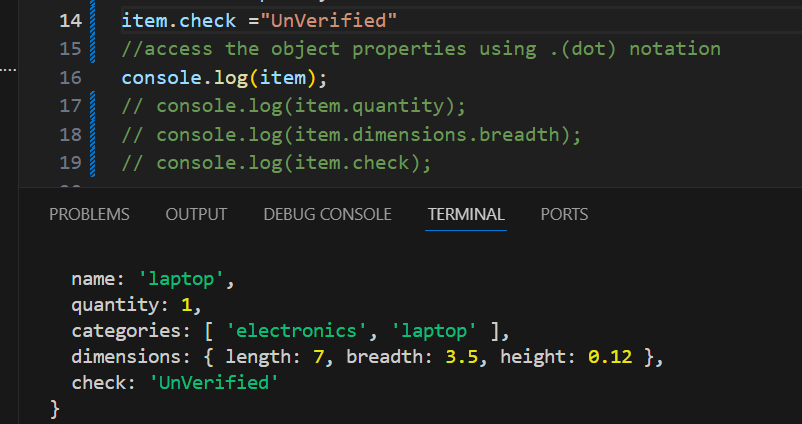 14 item.check ="UnVerified"
15 //access the object properties using .(dot) notation
16 console.log(item);
17 // console.log(item.quantity);
18 // console.log(item.dimensions.breadth);
19 // console.log(item.check);
PROBLEMS OUTPUT DEBUG CONSOLE TERMINAL PORTS
name: 'laptop',
quantity: 1,
categories: [ 'electronics', 'laptop' ],
dimensions: { length: 7, breadth: 3.5, height: 0.12 },
check: 'UnVerified'
}